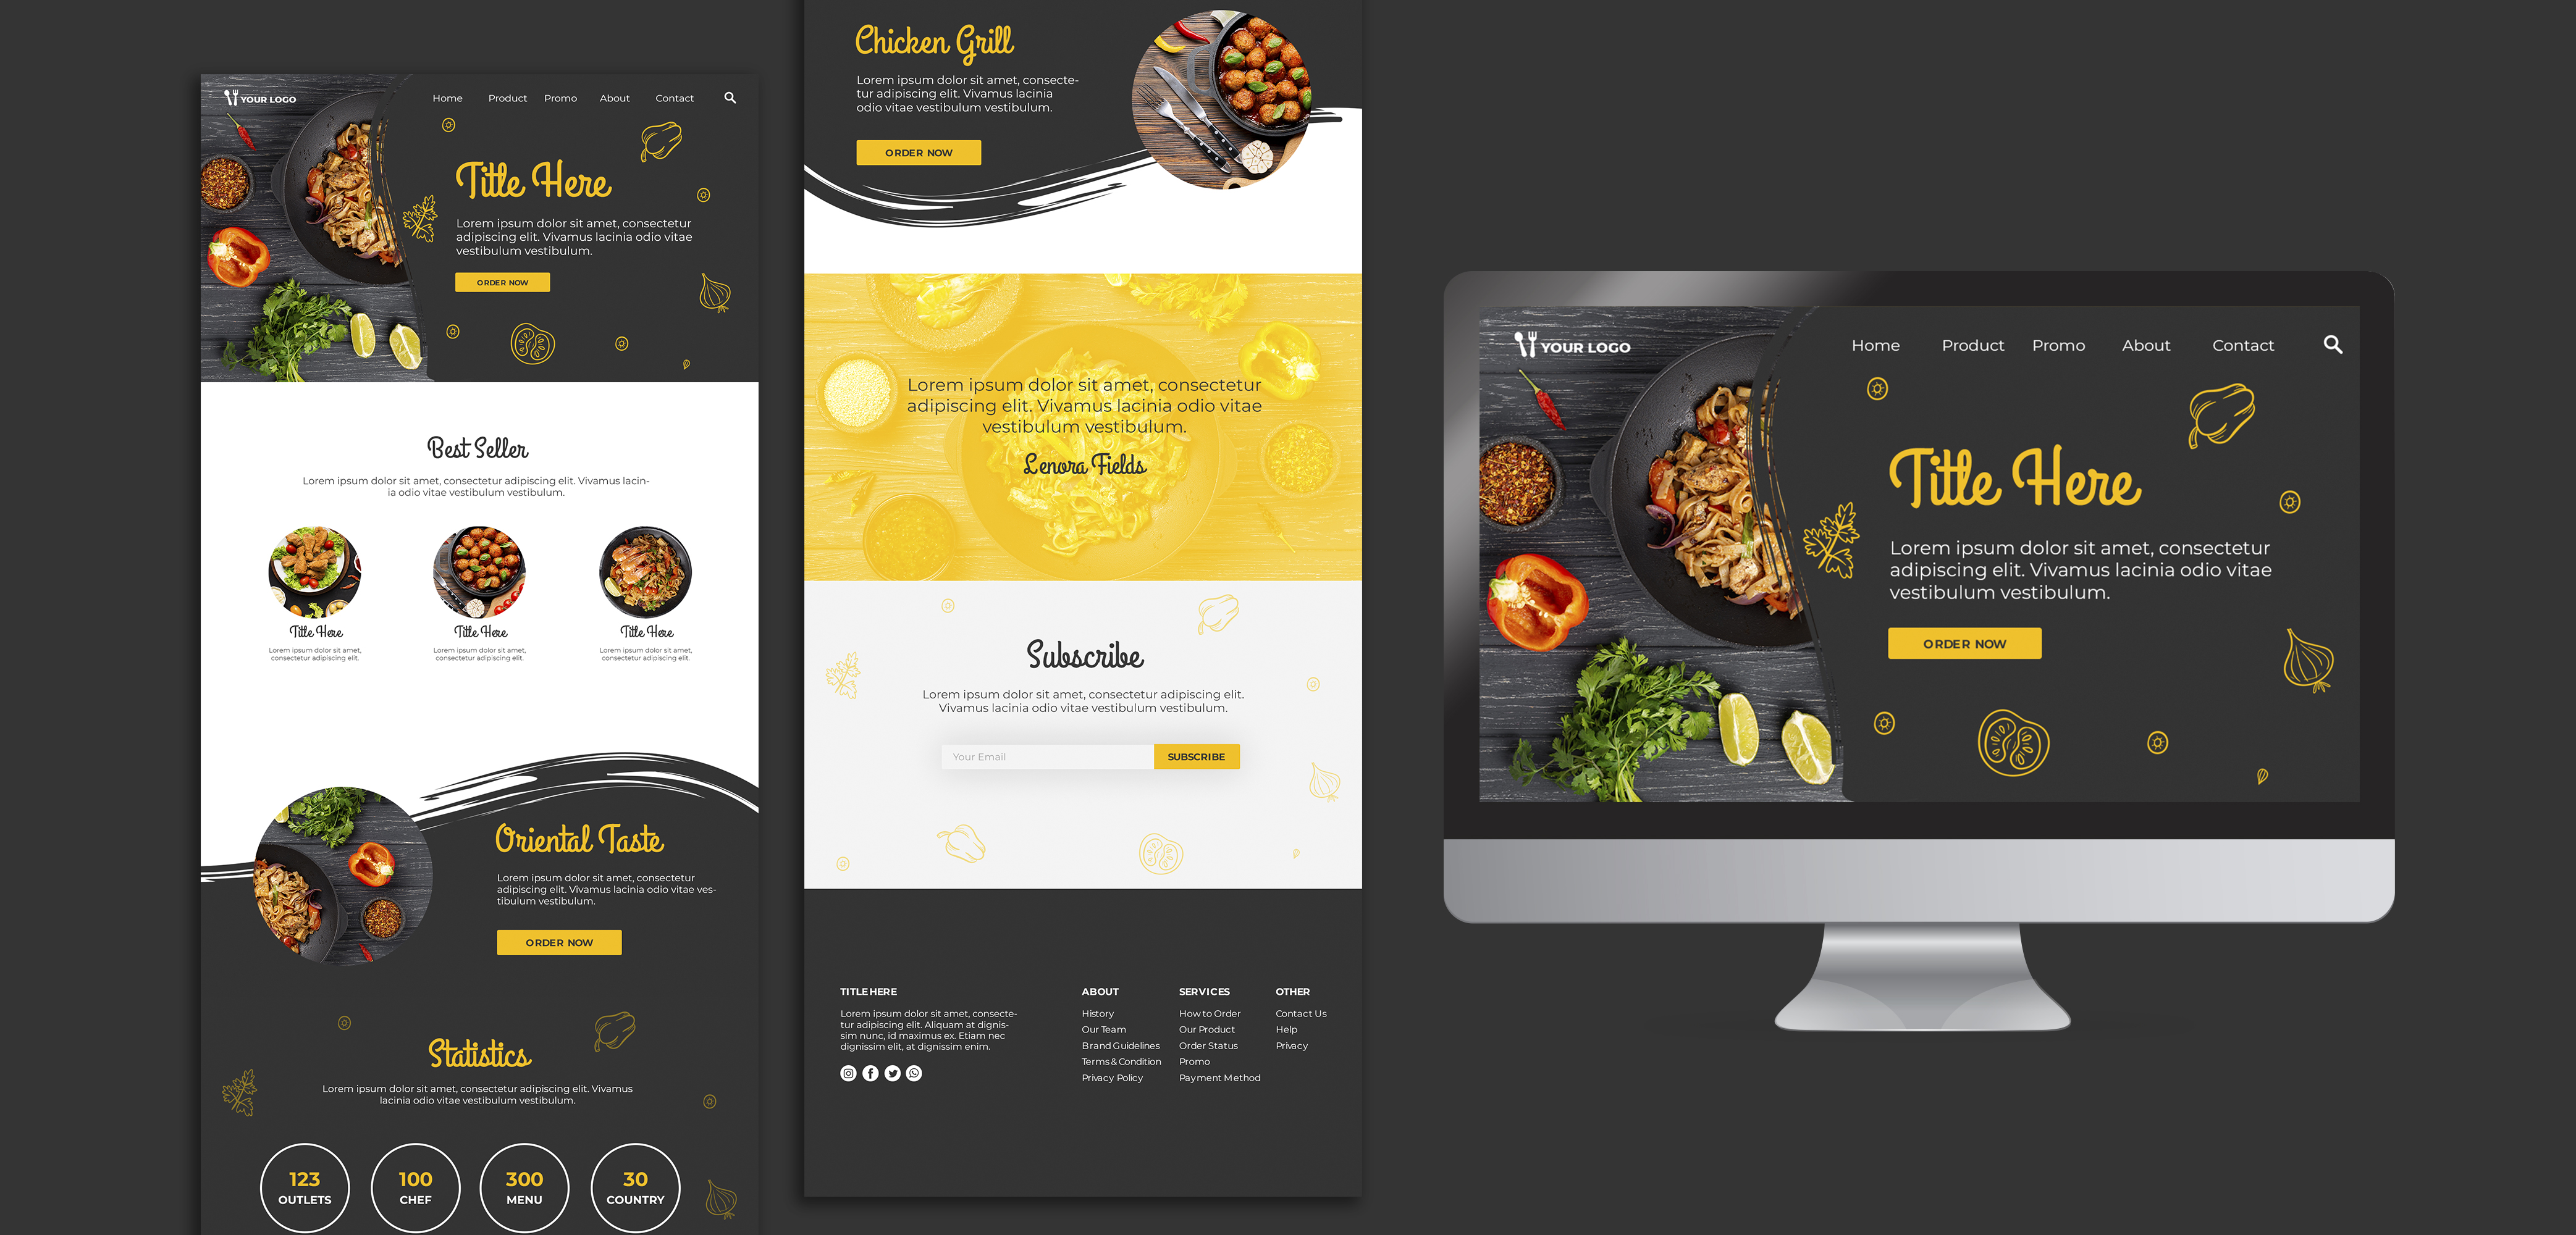 YOUR LOGO
Home Product Promo About Contact
Title Here
Lorem ipsum dolor sit amet, consectetur
adipiscing elit. Vivamus lacinia odio vitae
vestibulum vestibulum.
ORDER NOW
Best Seller
Lorem ipsum dolor sit amet, consectetur adipiscing elit. Vivamus lacin-
ia odio vitae vestibulum vestibulum.
Title Here
Lorem ipsum dolor sit amet,
consectetur adipiscing elit.
Title Here
Lorem ipsum dolor sit amet,
consectetur adipiscing elit.
Title Here
Lorem ipsum dolor sit amet,
consectetur adipiscing elit.
Oriental Taste
Lorem ipsum dolor sit amet, consectetur
adipiscing elit. Vivamus lacinia odio vitae ves-
tibulum vestibulum.
ORDER NOW
Statistics
Lorem ipsum dolor sit amet, consectetur adipiscing elit. Vivamus
lacinia odio vitae vestibulum vestibulum.
123
OUTLETS
100
CHEF
300
MENU
30
COUNTRY
Chicken Grill
Lorem ipsum dolor sit amet, consecte-
tur adipiscing elit. Vivamus lacinia
odio vitae vestibulum vestibulum.
ORDER NOW
Lorem ipsum dolor sit amet, consectetur
adipiscing elit. Vivamus lacinia odio vitae
vestibulum vestibulum.
Lenora Fields
Subscribe
Lorem ipsum dolor sit amet, consectetur adipiscing elit.
Vivamus lacinia odio vitae vestibulum vestibulum.
Your Email
SUBSCRIBE
TITLE HERE
Lorem ipsum dolor sit amet, consecte-
tur adipiscing elit. Aliquam at dignis-
sim nunc, id maximus ex. Etiam nec
dignissim elit, at dignissim enim.
ABOUT
History
Our Team
Brand Guidelines
Terms & Condition
Privacy Policy
SERVICES
How to Order
Our Product
Order Status
Promo
Payment Method
OTHER
Contact Us
Help
Privacy
YOUR LOGO
Home Product Promo About Contact
Title Here
Lorem ipsum dolor sit amet, consectetur
adipiscing elit. Vivamus lacinia odio vitae
vestibulum vestibulum.
ORDER NOW